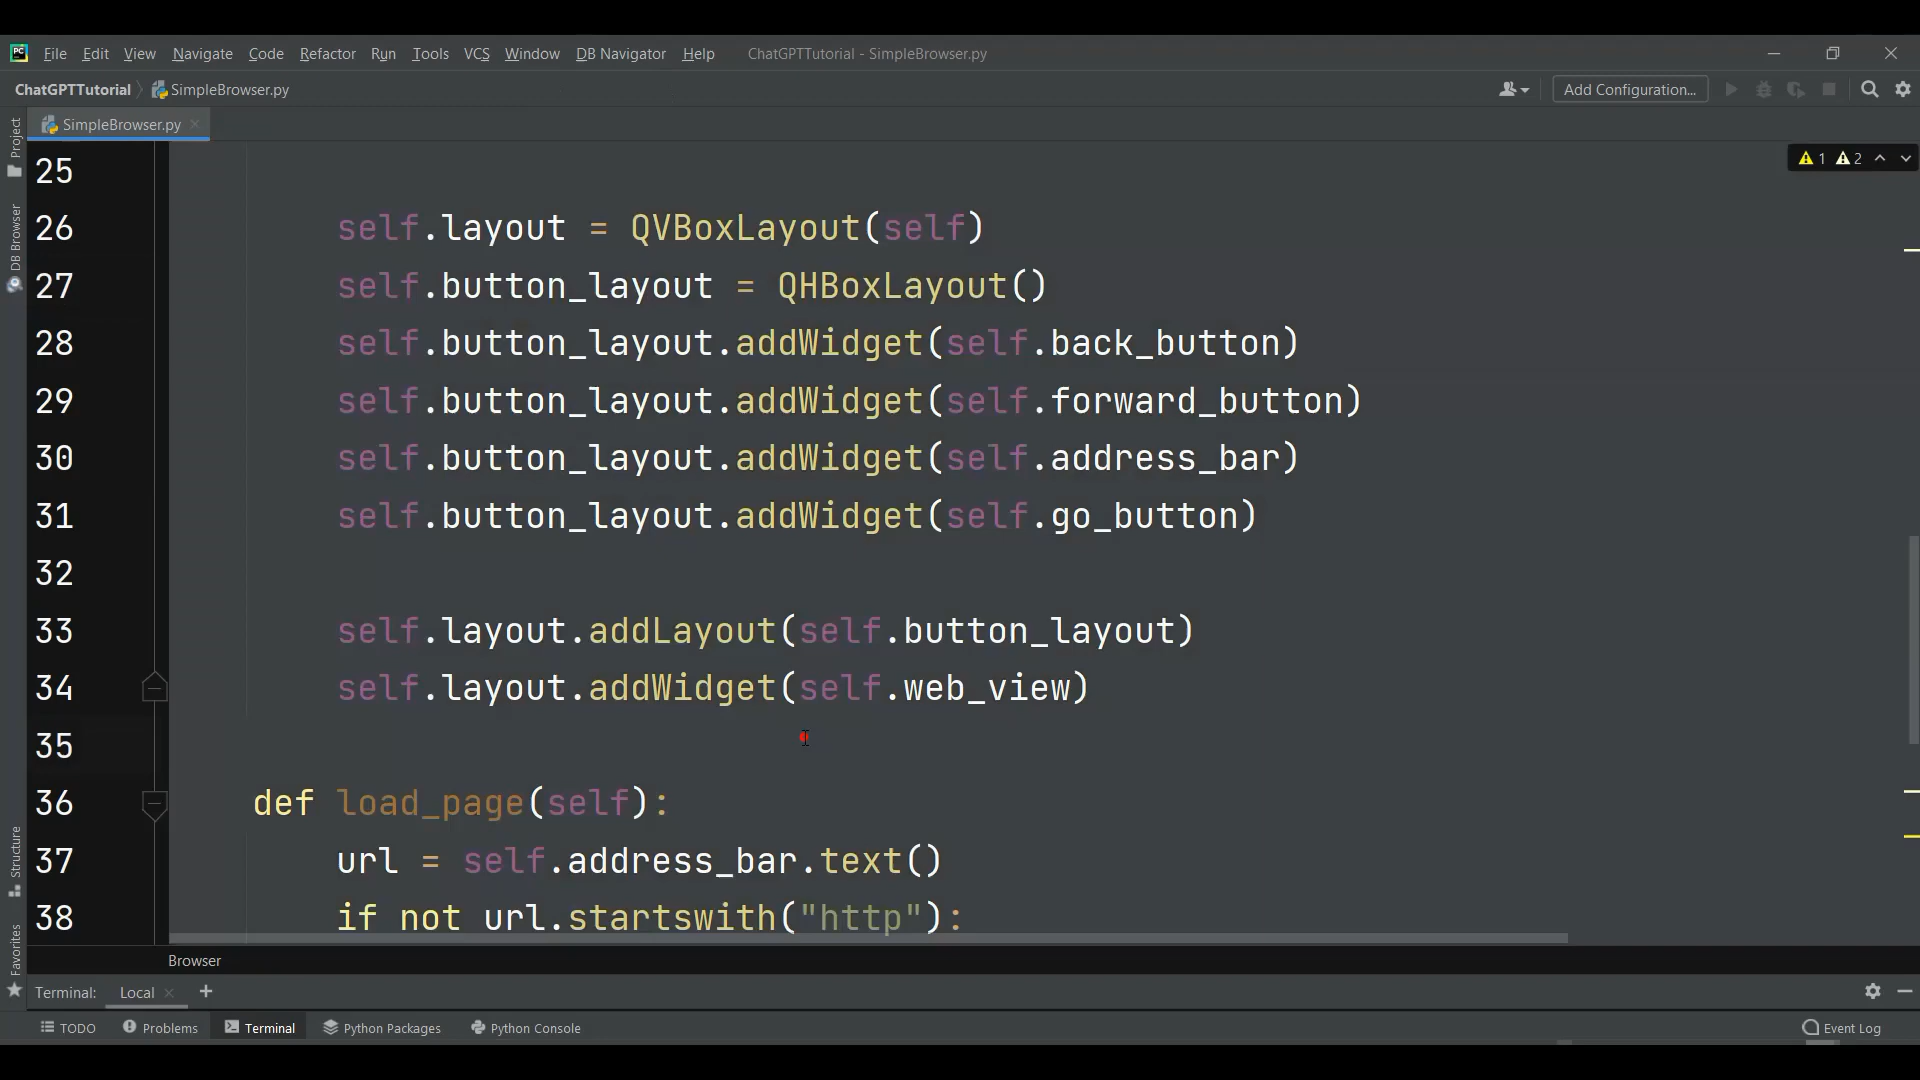 File Edit View Navigate Code Refactor Run Tools VCS Window DB Navigator Help ChatGPTTutorial - SimpleBrowser.py
ChatGPTTutorial SimpleBrowser.py Add Configuration...
SimpleBrowser.py
Project
DB Browser
Structure
Favorites
1 2
25
26 self.layout = QVBoxLayout(self)
27 self.button_layout = QHBoxLayout()
28 self.button_layout.addWidget(self.back_button)
29 self.button_layout.addWidget(self.forward_button)
30 self.button_layout.addWidget(self.address_bar)
31 self.button_layout.addWidget(self.go_button)
32
33 self.layout.addLayout(self.button_layout)
34 self.layout.addWidget(self.web_view)
35
36 def load_page(self):
37 url = self.address_bar.text()
38 if not url.startswith("http"):
Browser
Terminal: Local
TODO Problems Terminal Python Packages Python Console Event Log